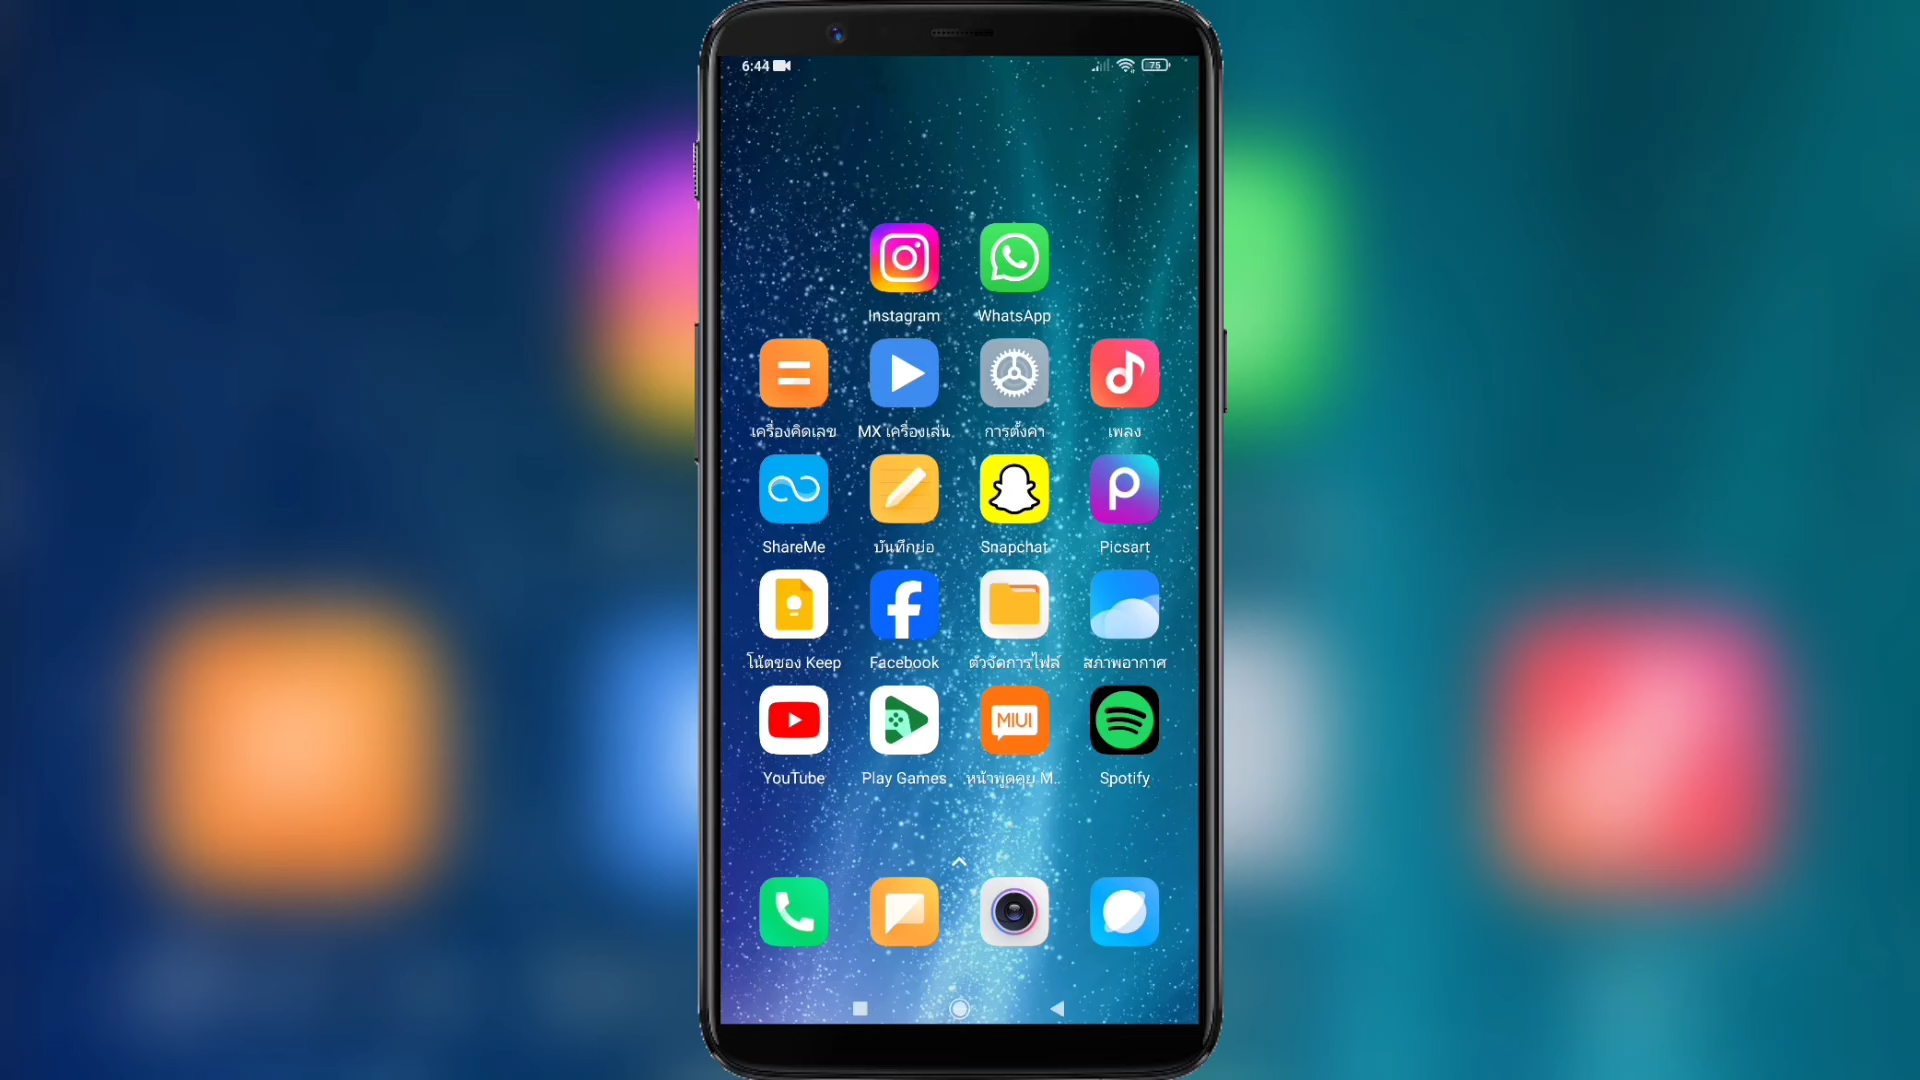 6:44
75
Instagram
WhatsApp
เครื่องคิดเลข
MX เครื่องเล่น
การตั้งค่า
เพลง
ShareMe
บันทึกย่อ
Snapchat
Picsart
โน้ตของ Keep
Facebook
ตัวจัดการไฟล์
สภาพอากาศ
MIUI
YouTube
Play Games
หน้าพูดคุย M..
Spotify